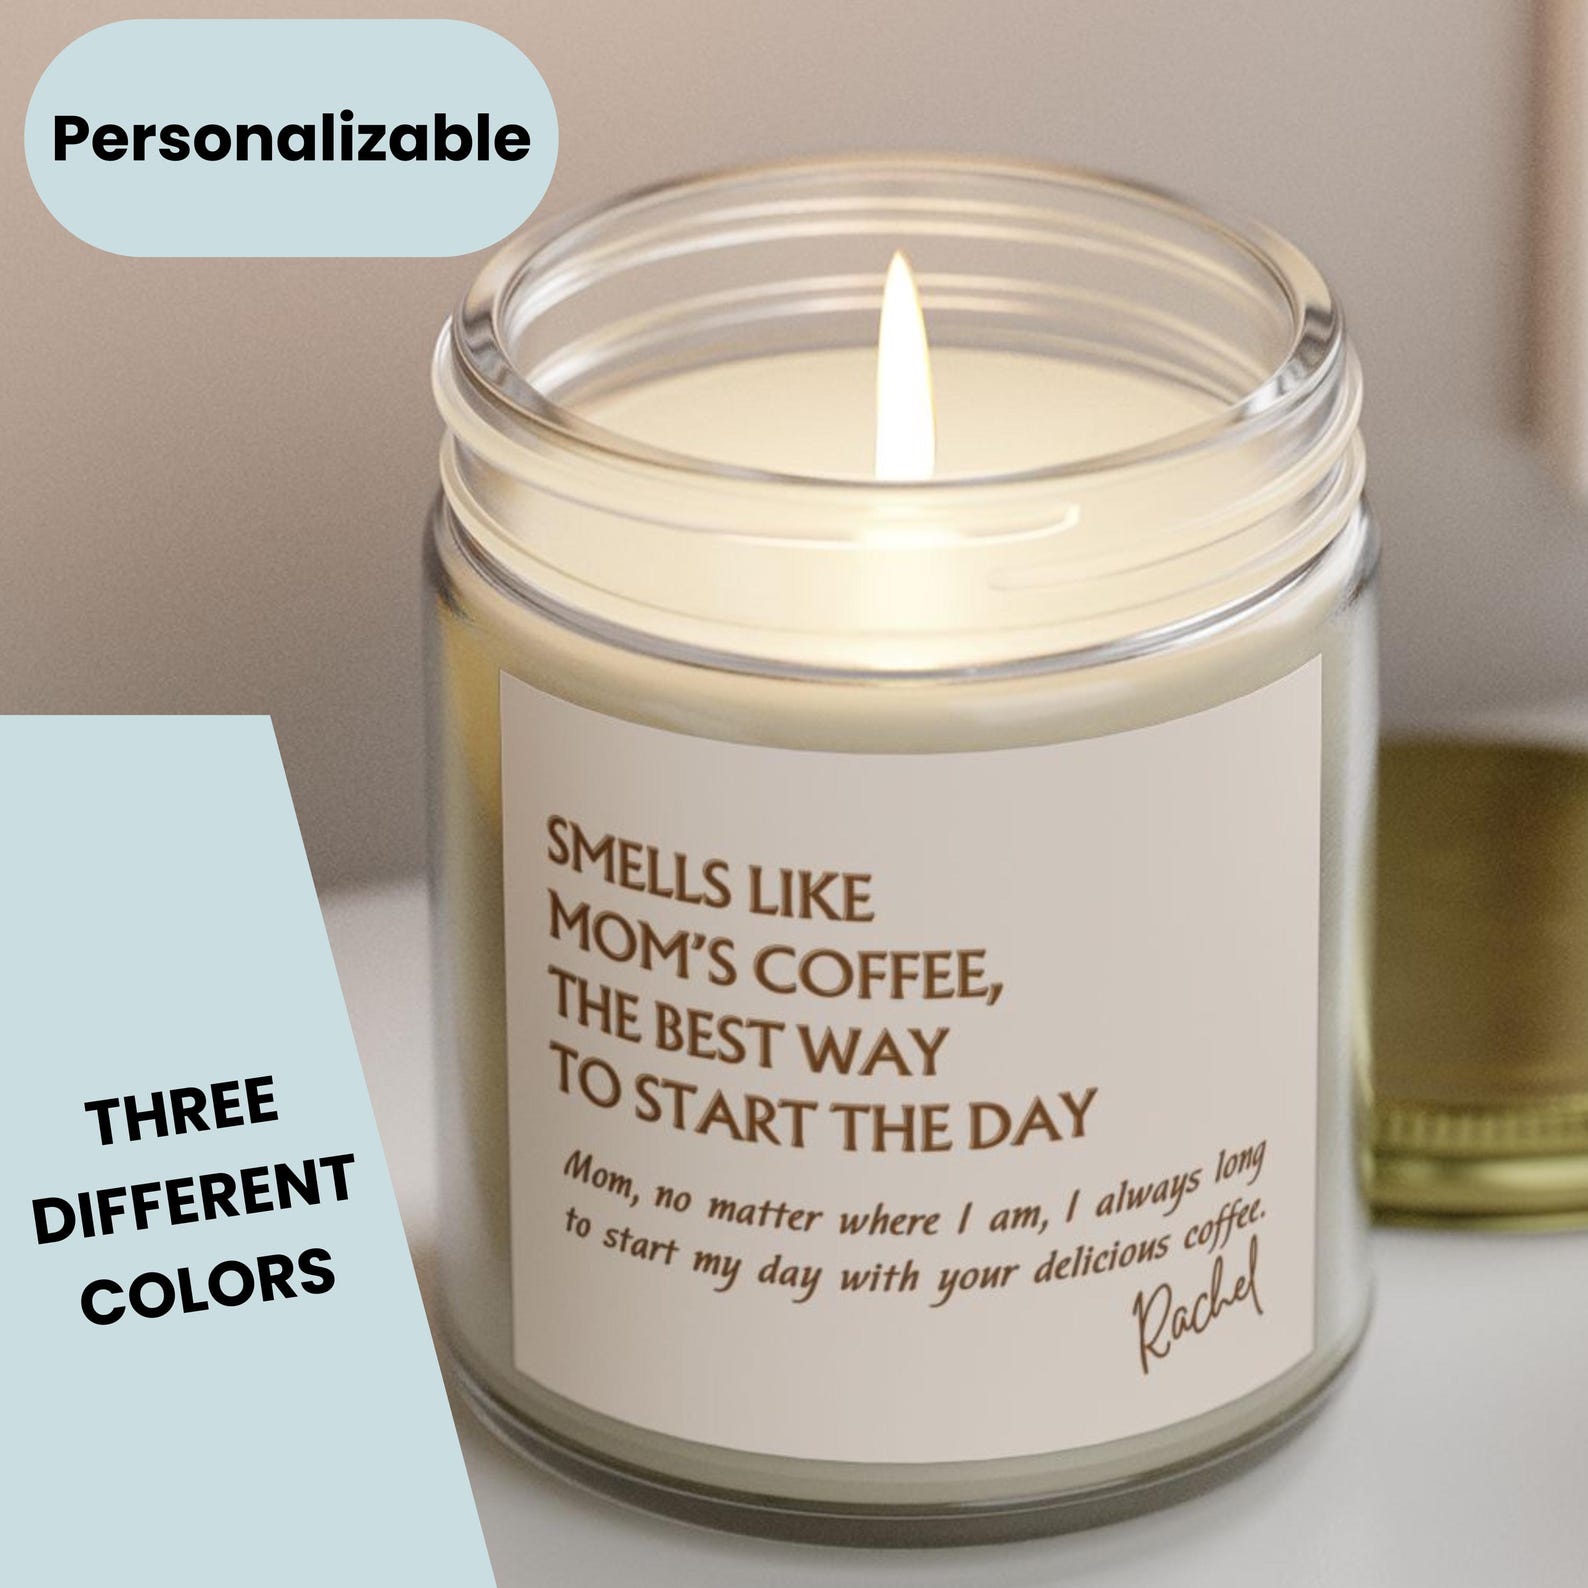 Personalizable
THREE
DIFFERENT
COLORS
SMELLS LIKE
MOM'S COFFEE,
THE BEST WAY
TO START THE DAY
Mom, no matter where I am, I always long
to start my day with your delicious coffee.
Rachel